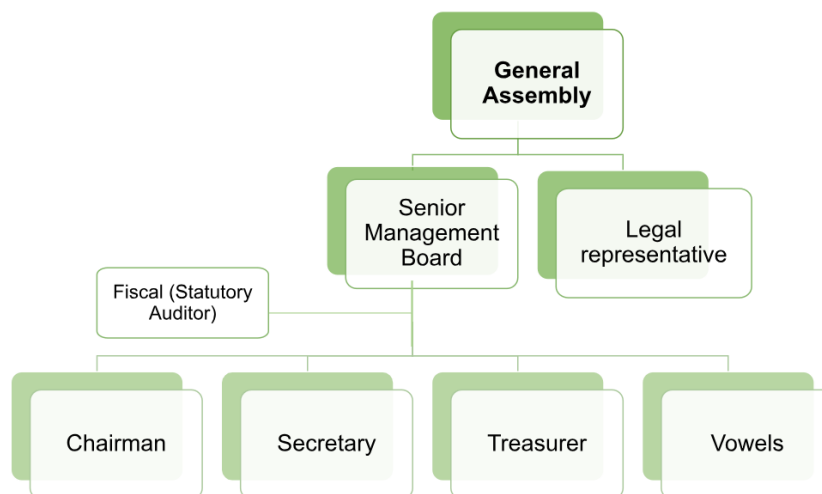 General
Assembly
Senior
Management
Board
Legal
representative
Fiscal (Statutory
Auditor)
Chairman
Secretary
Treasurer
Vowels